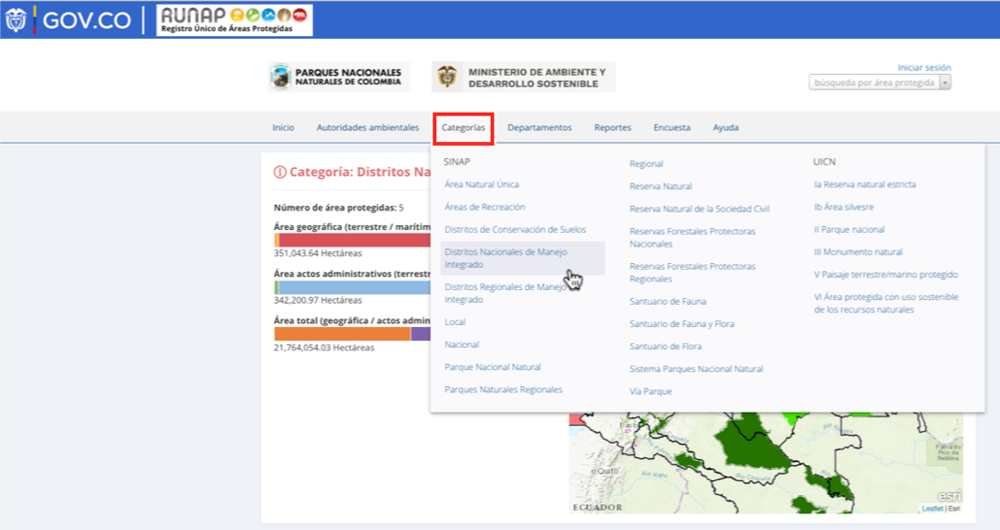 GOV.CO
RUNAP
Registro Único de Áreas Protegidas
PARQUES NACIONALES
NATURALES DE COLOMBIA
MINISTERIO DE AMBIENTE Y
DESARROLLO SOSTENIBLE
Iniciar sesión
búsqueda por área protegida
Inicio
Autoridades ambientales
Categorías
Departamentos
Reportes
Encuesta
Ayuda
Categoría: Distritos Na
Número de área protegidas: 5
Área geográfica (terrestre / marítim
351,043.64 Hectáreas
Área actos administrativos (terrestr
342,200.97 Hectáreas
Área total (geográfica / actos admin
21,764,054.03 Hectáreas
SINAP
Área Natural Única
Áreas de Recreación
Distritos de Conservación de Suelos
Distritos Nacionales de Manejo
Integrado
Distritos Regionales de Manejo
Integrado
Local
Nacional
Parque Nacional Natural
Parques Naturales Regionales
Regional
Reserva Natural
Reserva Natural de la Sociedad Civil
Reservas Forestales Protectoras
Nacionales
Reservas Forestales Protectoras
Regionales
Santuario de Fauna
Santuario de Fauna y Flora
Santuario de Flora
Sistema Parques Nacional Natural
Vía Parque
UICN
Ia Reserva natural estricta
Ib Área silvesre
II Parque nacional
III Monumento natural
V Paisaje terrestre/marino protegido
VI Área protegida con uso sostenible
de los recursos naturales
Quito
ECUADOR
Pico da
Neblina
esri
Leaflet | Esri